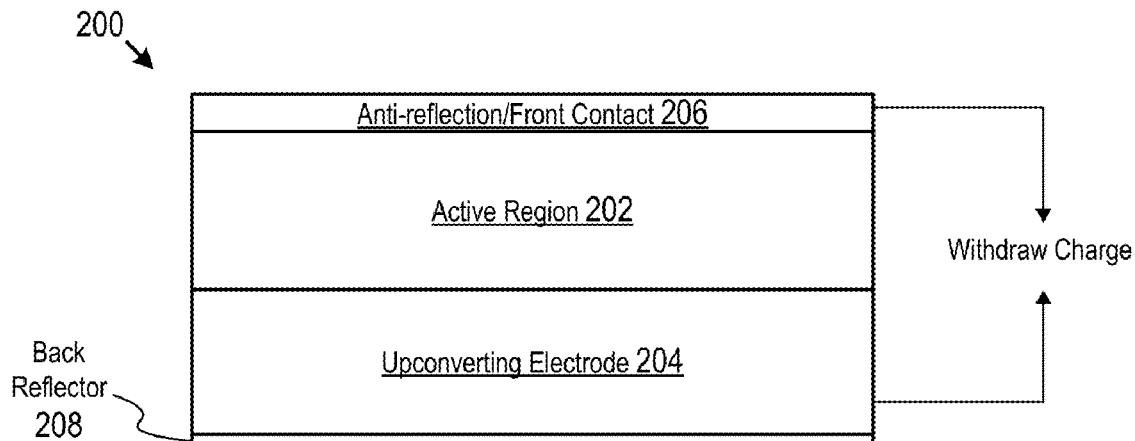 200
Anti-reflection/Front Contact 206
Active Region 202
Withdraw Charge
Upconverting Electrode 204
Back
Reflector
208